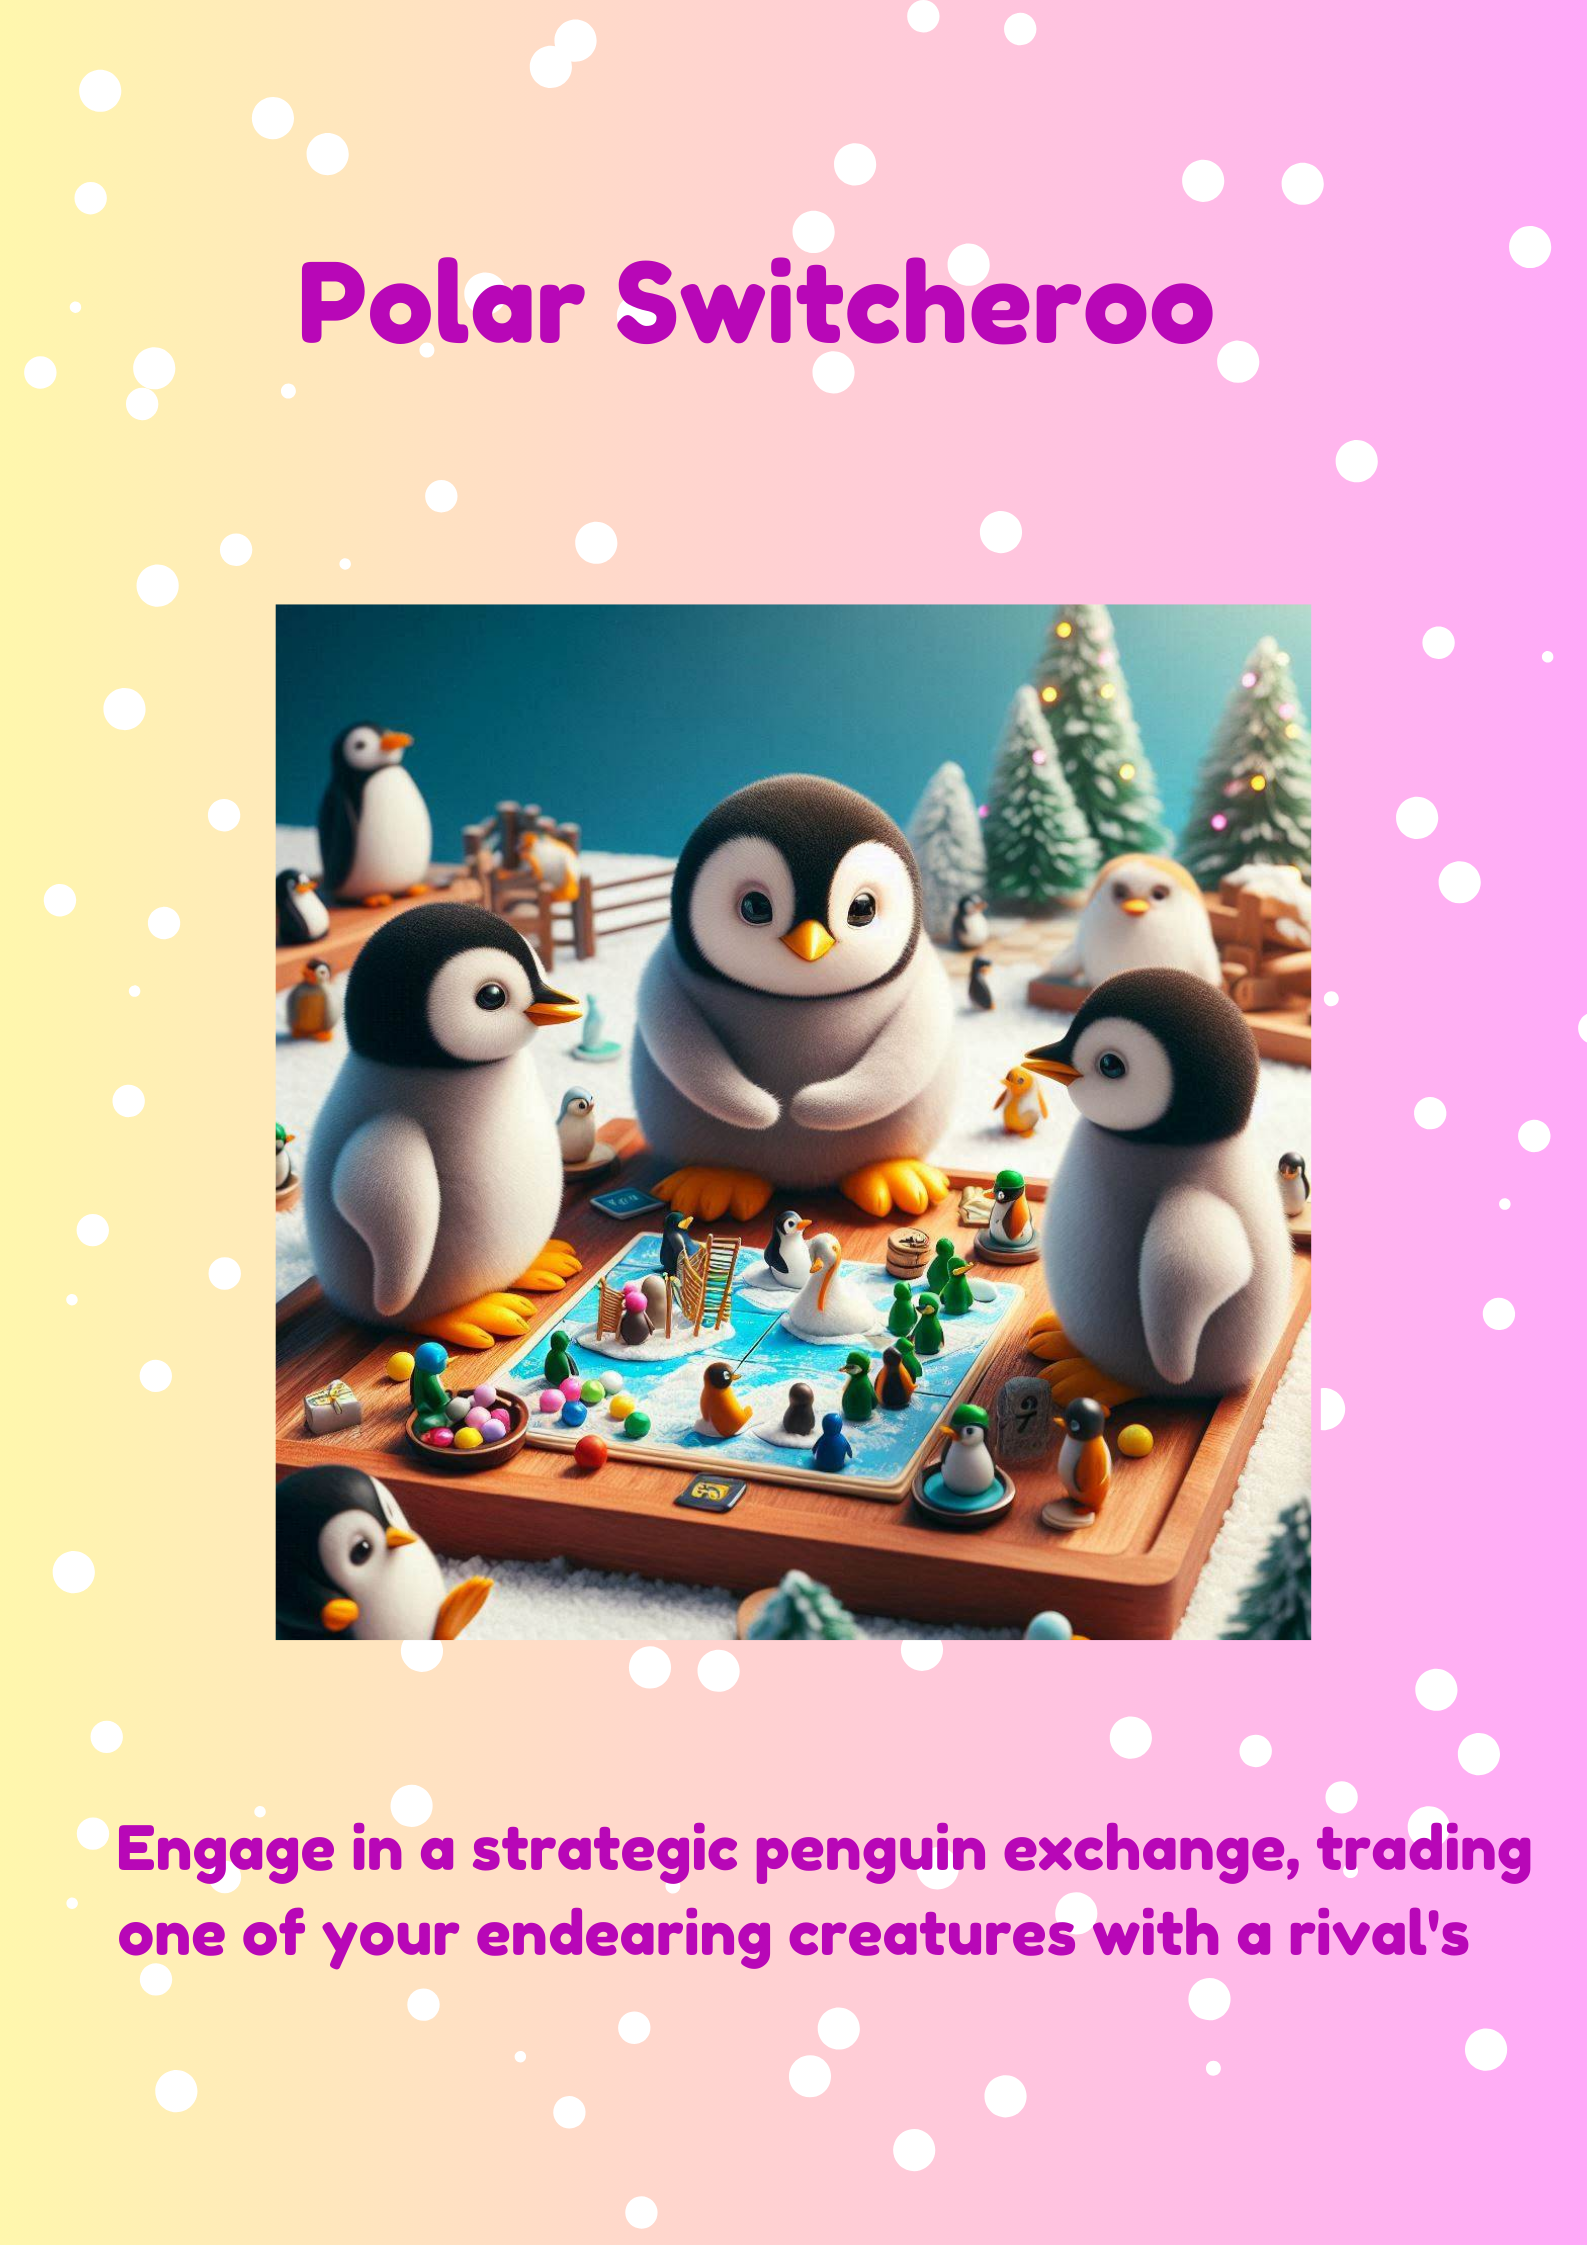 Polar Switcheroo
Engage in a strategic penguin exchange, trading
one of your endearing creatures with a rival's